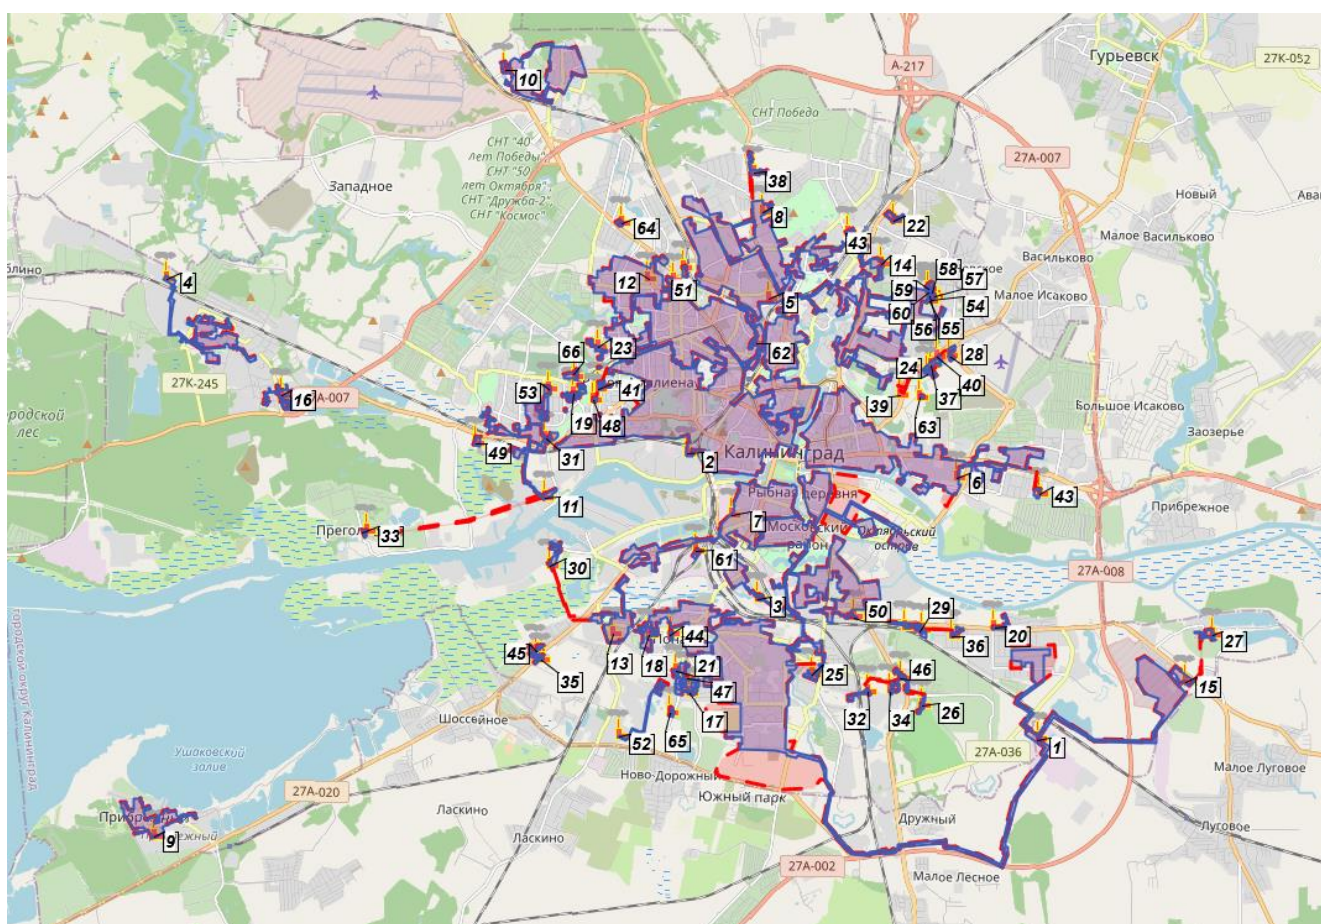 Гурьевск
27К-052
А-217
[10]
СНТ Победа
СНТ "40
лет Победы"
СНТ "50
лет Октября",
СНТ "Дружба-2",
СНТ "Космос"
27А-007
Западное
[38]
Новый
[8]
[64]
[22]
[43]
Малое Васильково
Васильково
[4]
[14]
[58]
[57]
[59]
Малое Исаково
[12]
[51]
[5]
[54]
[60]
[56]
[55]
[62]
[23]
[66]
[28]
27К-245
[24]
[40]
[53]
[41]
[37]
[16]
А-007
[39]
[63]
Большое Исаково
[19]
[48]
лес
Заозерье
[49]
[31]
[2]
Калининград
[6]
[43]
[11]
Рыбная деревня
Прибрежное
[33]
[7]
Московский
район
Октябрьский
остров
[61]
[30]
27А-008
[3]
[50]
[29]
[44]
[20]
[27]
[13]
[36]
[45]
[18]
[21]
[35]
[25]
[46]
[15]
[47]
[17]
[32]
[34]
[26]
Шоссейное
[52]
[65]
[1]
городской округ Калининград
Ушаковский
залив
27А-036
Ново-Дорожный
Малое Луговое
27А-020
Южный парк
Ласкино
Дружный
Луговое
[9]
Ласкино
27А-002
Малое Лесное